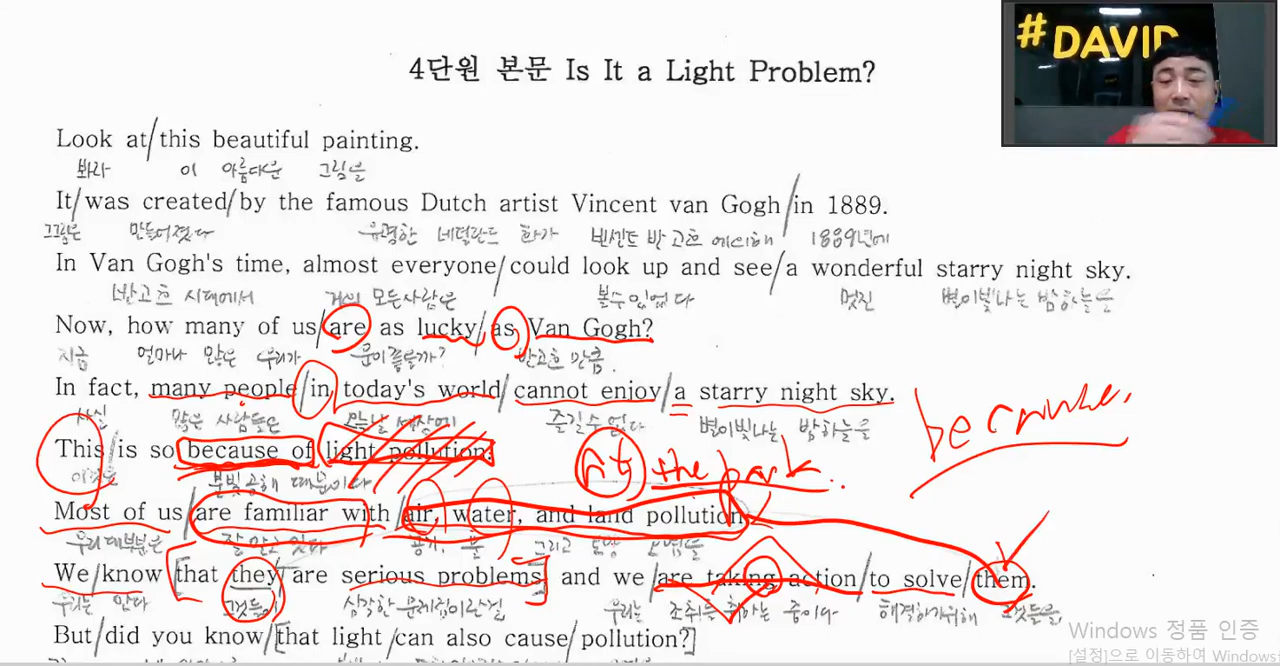 #DAVID
4단원 본문 Is It a Light Problem?
Look at/this beautiful painting.
봐라 이 아름다운 그림을
It/was created/by the famous Dutch artist Vincent van Gogh/in 1889.
그그림은 만들어졌다 유명한 네덜란드 화가 빈센트 반 고흐 에의해 1889년에
In Van Gogh's time, almost everyone/could look up and see/a wonderful starry night sky.
반고흐 시대에서 거의 모든사람은 볼수있었다 멋진 별이빛나는 밤하늘을
Now, how many of us/are as lucky/as Van Gogh?
지금 얼마나 많은 우리가 운이좋을까? 반고흐 만큼
In fact, many people/in today's world/cannot enjoy/a starry night sky.
because
사실 많은 사람들은 오늘날 세상에 즐길수없다 별이빛나는 밤하늘을
This/is so because of light pollution.
the park
이것은 불빛공해 때문이다
Most of us/are familiar with/air, water, and land pollution
우리대부분은 잘 알고 있다 공기, 물 그리고 토양 오염들
We/know[that they/are serious problems] and we/are taking action/to solve/them.
우리는 안다 그것들이 심각한 문제점이란걸 우리는 조취를 취하는 중이다 해결하기위해 그것들을
But/did you know/[that light/can also cause/pollution?]
Windows 정품 인증
[설정]으로 이동하여 Windows